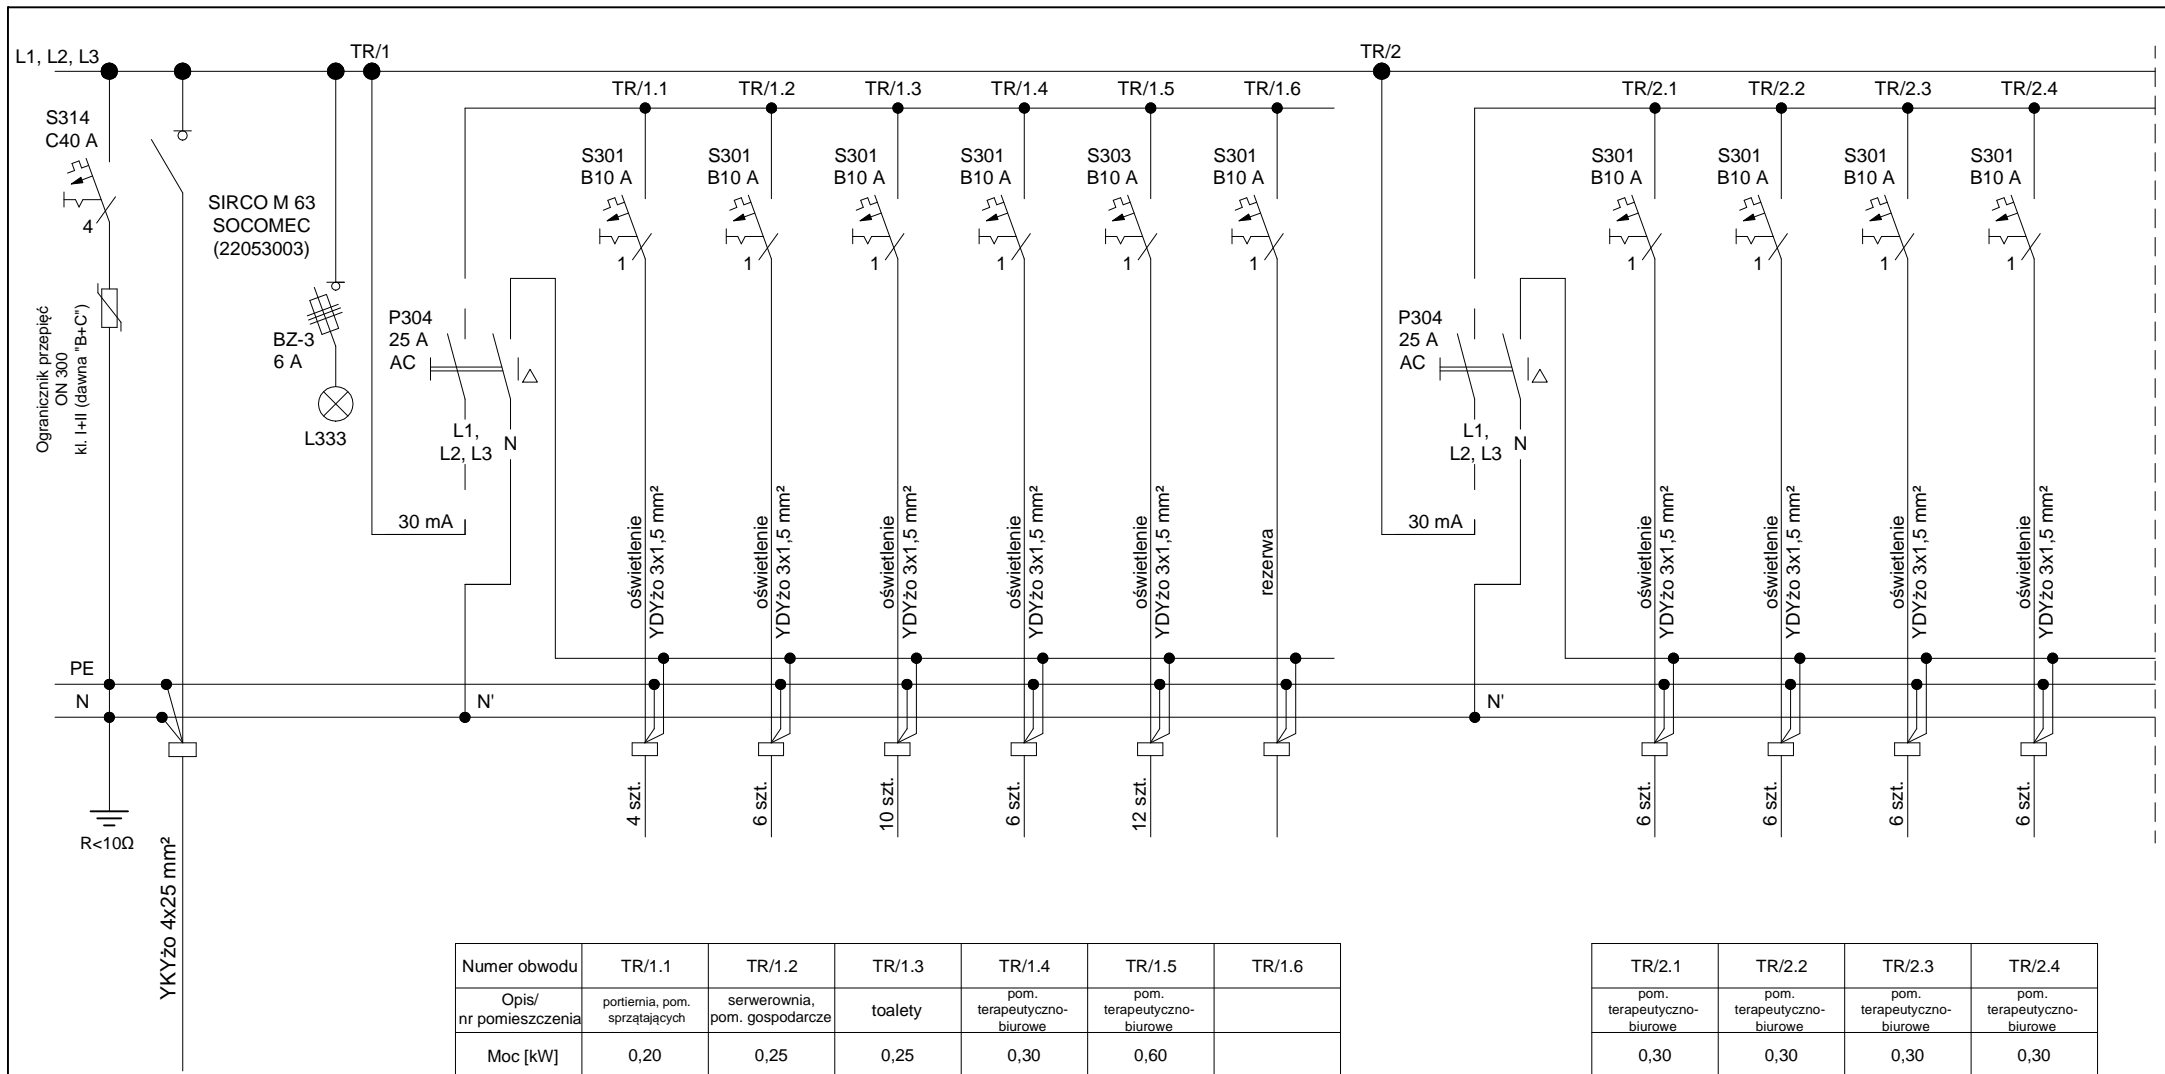 L1, L2, L3
TR/1
TR/2
TR/1.1
TR/1.2
TR/1.3
TR/1.4
TR/1.5
TR/1.6
TR/2.1
TR/2.2
TR/2.3
TR/2.4
S314
C40 A
4
Ogranicznik przepięć
ON 300
kl. I+II (dawna "B+C")
SIRCO M 63
SOCOMEC
(22053003)
BZ-3
6 A
L333
P304
25 A
AC
L1,
L2, L3
N
30 mA
S301
B10 A
1
S301
B10 A
1
S301
B10 A
1
S301
B10 A
1
S303
B10 A
1
S301
B10 A
1
P304
25 A
AC
L1,
L2, L3
N
30 mA
S301
B10 A
1
S301
B10 A
1
S301
B10 A
1
S301
B10 A
1
oświetlenie
YDYżo 3x1,5 mm²
oświetlenie
YDYżo 3x1,5 mm²
oświetlenie
YDYżo 3x1,5 mm²
oświetlenie
YDYżo 3x1,5 mm²
oświetlenie
YDYżo 3x1,5 mm²
rezerwa
oświetlenie
YDYżo 3x1,5 mm²
oświetlenie
YDYżo 3x1,5 mm²
oświetlenie
YDYżo 3x1,5 mm²
oświetlenie
YDYżo 3x1,5 mm²
PE
N
N'
N'
R<10Ω
YKYżo 4x25 mm²
4 szt.
6 szt.
10 szt.
6 szt.
12 szt.
6 szt.
6 szt.
6 szt.
6 szt.
Numer obwodu TR/1.1 TR/1.2 TR/1.3 TR/1.4 TR/1.5 TR/1.6
Opis/
nr pomieszczenia
portiernia, pom.
sprzątających
serwerownia,
pom. gospodarcze
toalety
pom.
terapeutyczno-
biurowe
pom.
terapeutyczno-
biurowe
Moc [kW] 0,20 0,25 0,25 0,30 0,60
TR/2.1 TR/2.2 TR/2.3 TR/2.4
pom.
terapeutyczno-
biurowe
pom.
terapeutyczno-
biurowe
pom.
terapeutyczno-
biurowe
pom.
terapeutyczno-
biurowe
0,30 0,30 0,30 0,30